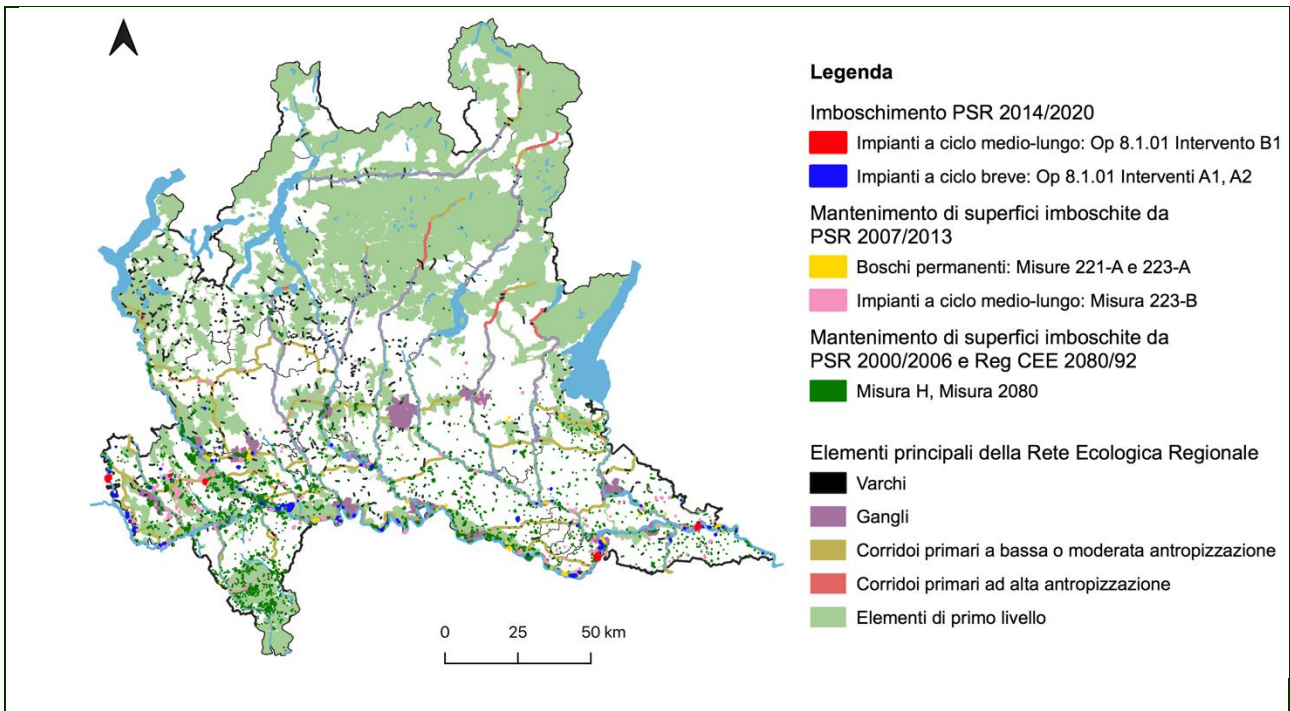 Legenda
Imboschimento PSR 2014/2020
Impianti a ciclo medio-lungo: Op 8.1.01 Intervento B1
Impianti a ciclo breve: Op 8.1.01 Interventi A1, A2
Mantenimento di superfici imboschite da
PSR 2007/2013
Boschi permanenti: Misure 221-A e 223-A
Impianti a ciclo medio-lungo: Misura 223-B
Mantenimento di superfici imboschite da
PSR 2000/2006 e Reg CEE 2080/92
Misura H, Misura 2080
Elementi principali della Rete Ecologica Regionale
Varchi
Gangli
Corridoi primari a bassa o moderata antropizzazione
Corridoi primari ad alta antropizzazione
Elementi di primo livello
0 25 50 km